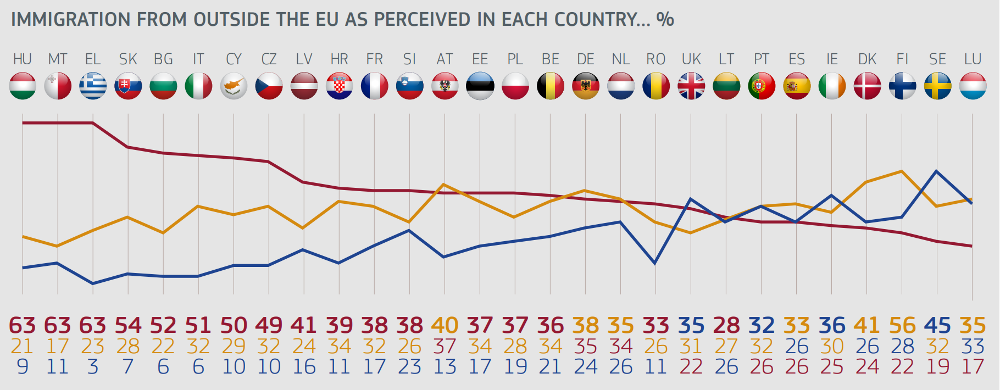 IMMIGRATION FROM OUTSIDE THE EU AS PERCEIVED IN EACH COUNTRY... %
HU MT EL SK BG IT CY CZ LV HR FR SI AT EE PL BE DE NL RO UK LT PT ES IE DK FI SE LU
63 63 63 54 52 51 50 49 41 39 38 38 40 37 37 36 38 35 33 35 28 32 33 36 41 56 45 35
21 17 23 28 22 32 29 32 24 34 32 26 37 34 28 34 35 34 26 31 27 32 26 30 26 28 32 33
9 11 3 7 6 6 10 10 16 11 17 23 13 17 19 21 24 26 11 22 26 26 26 25 24 22 19 17